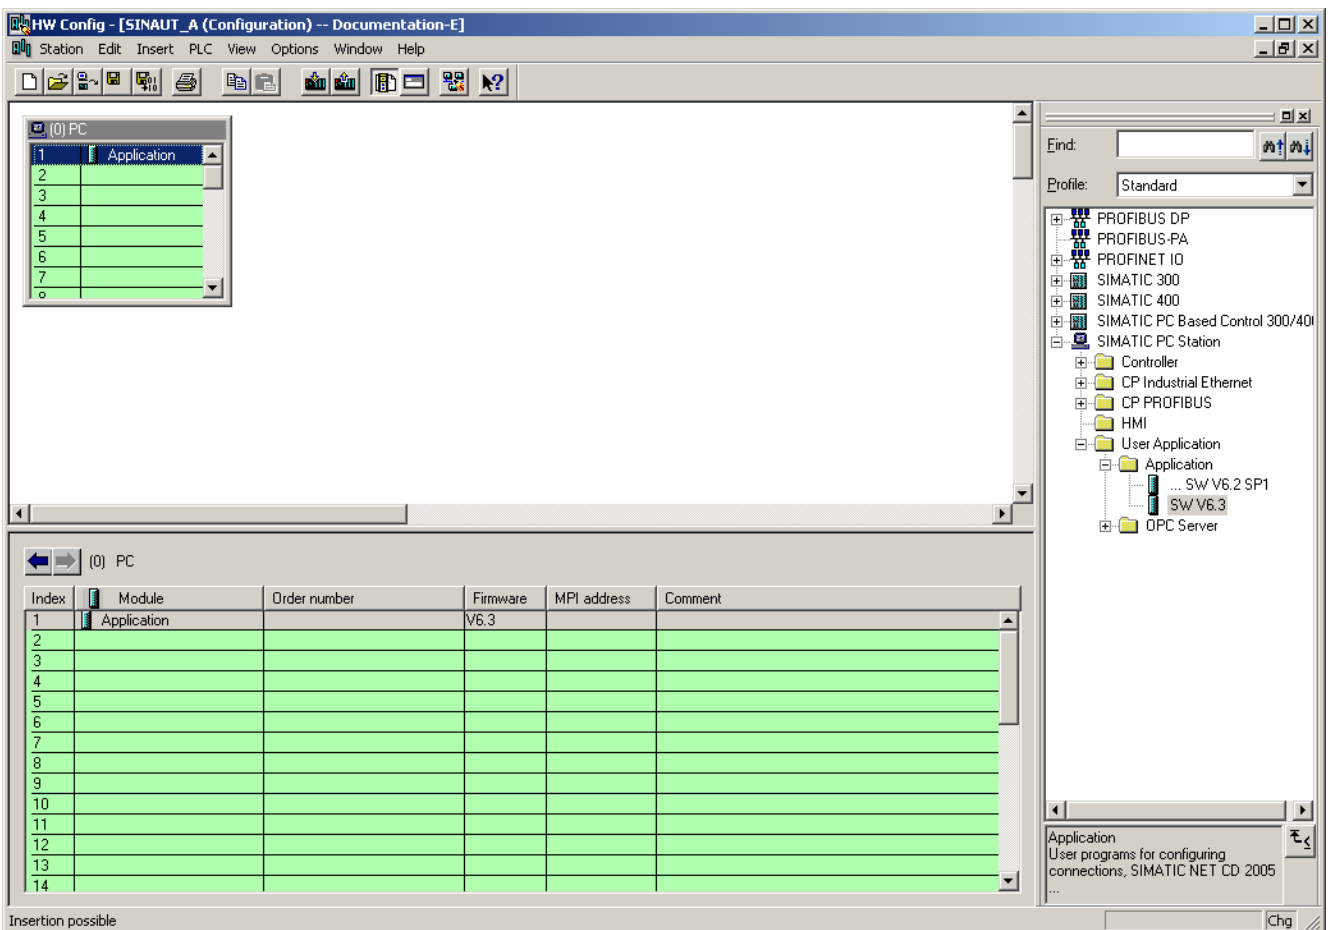 HW Config - [SINAUT_A (Configuration) -- Documentation-E]
Station Edit Insert PLC View Options Window Help
(0) PC
1 Application
2
3
4
5
6
7
8
Find:
Profile: Standard
PROFIBUS DP
PROFIBUS-PA
PROFINET IO
SIMATIC 300
SIMATIC 400
SIMATIC PC Based Control 300/40
SIMATIC PC Station
Controller
CP Industrial Ethernet
CP PROFIBUS
HMI
User Application
Application
... SW V6.2 SP1
SW V6.3
OPC Server
(0) PC
Index Module Order number Firmware MPI address Comment
1 Application V6.3
2
3
4
5
6
7
8
9
10
11
12
13
14
Application
User programs for configuring
connections, SIMATIC NET CD 2005
...
Insertion possible
Chg